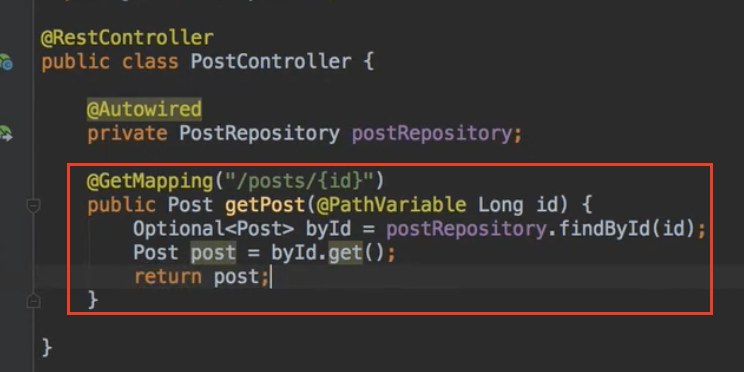 @RestController
public class PostController {
@Autowired
private PostRepository postRepository;
@GetMapping("/posts/{id}")
public Post getPost(@PathVariable Long id) {
Optional<Post> byId = postRepository.findById(id);
Post post = byId.get();
return post;
}
}